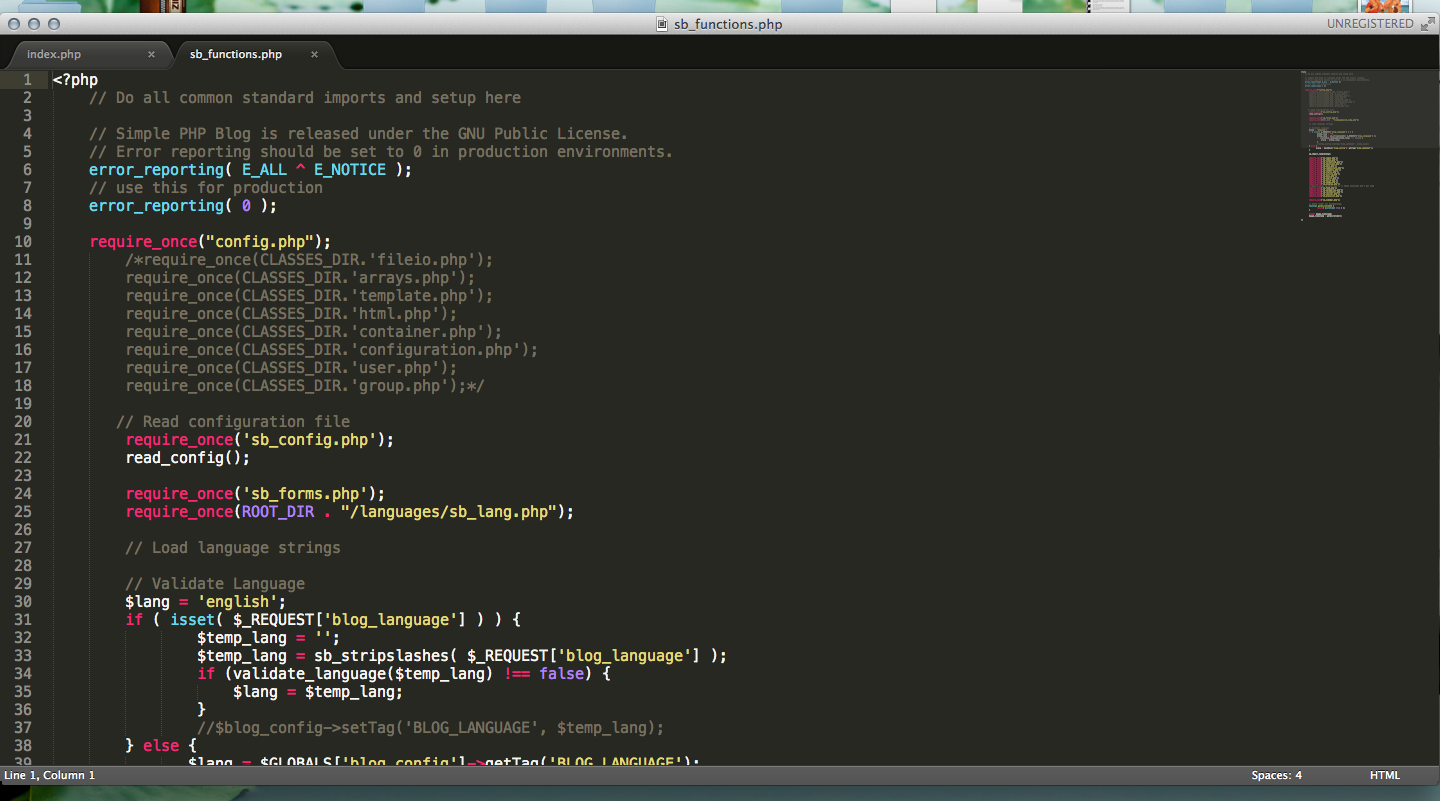 sb_functions.php
UNREGISTERED
index.php
sb_functions.php
1 <?php
2 // Do all common standard imports and setup here
3
4 // Simple PHP Blog is released under the GNU Public License.
5 // Error reporting should be set to 0 in production environments.
6 error_reporting( E_ALL ^ E_NOTICE );
7 // use this for production
8 error_reporting( 0 );
9
10 require_once("config.php");
11 /*require_once(CLASSES_DIR.'fileio.php');
12 require_once(CLASSES_DIR.'arrays.php');
13 require_once(CLASSES_DIR.'template.php');
14 require_once(CLASSES_DIR.'html.php');
15 require_once(CLASSES_DIR.'container.php');
16 require_once(CLASSES_DIR.'configuration.php');
17 require_once(CLASSES_DIR.'user.php');
18 require_once(CLASSES_DIR.'group.php');*/
19
20 // Read configuration file
21 require_once('sb_config.php');
22 read_config();
23
24 require_once('sb_forms.php');
25 require_once(ROOT_DIR . "/languages/sb_lang.php");
26
27 // Load language strings
28
29 // Validate Language
30 $lang = 'english';
31 if ( isset( $_REQUEST['blog_language'] ) ) {
32 $temp_lang = '';
33 $temp_lang = sb_stripslashes( $_REQUEST['blog_language'] );
34 if (validate_language($temp_lang) !== false) {
35 $lang = $temp_lang;
36 }
37 //$blog_config->setTag('BLOG_LANGUAGE', $temp_lang);
38 } else {
39 $lang = $GLOBALS['blog_config']->getTag('BLOG_LANGUAGE');
Line 1, Column 1
Spaces: 4
HTML